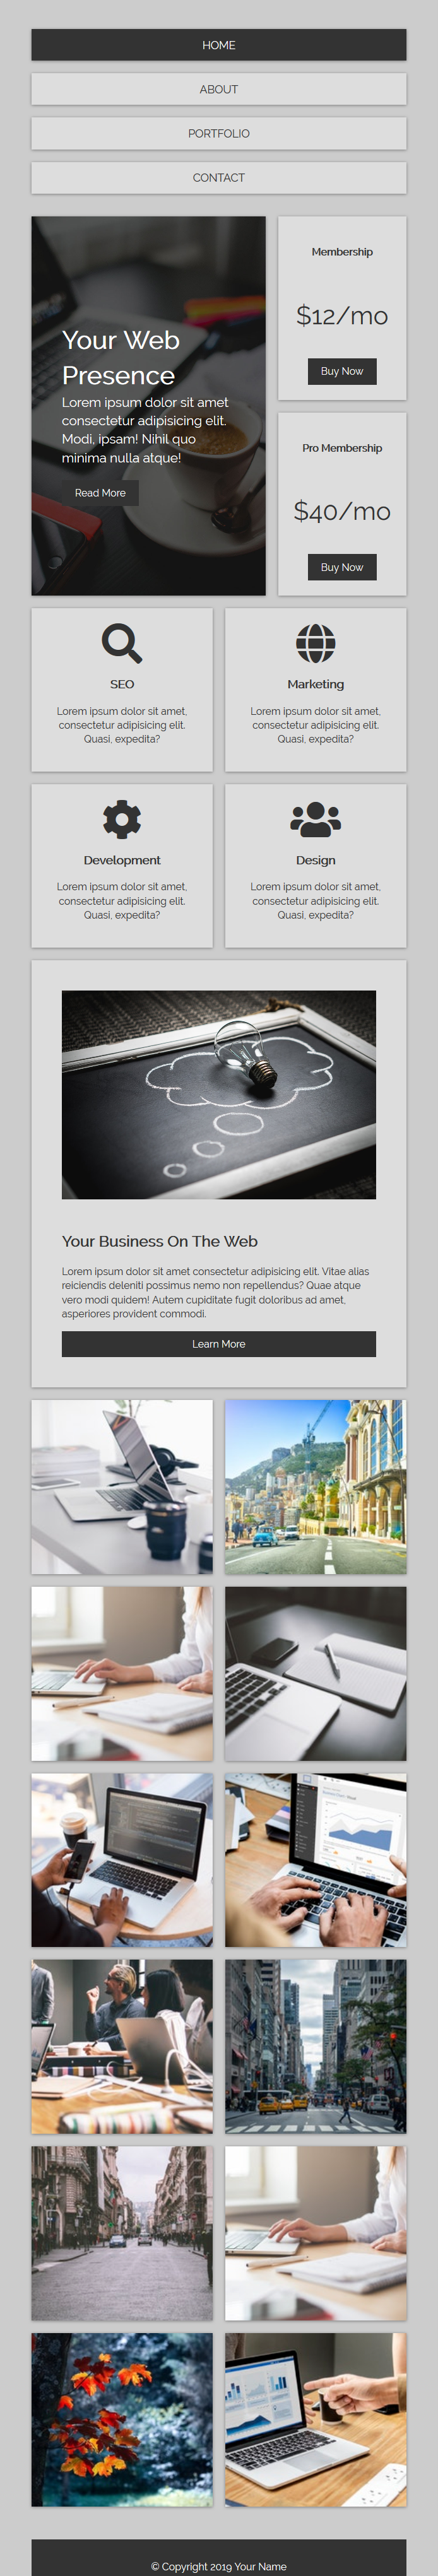 HOME
ABOUT
PORTFOLIO
CONTACT
Your Web
Presence
Lorem ipsum dolor sit amet
consectetur adipisicing elit.
Modi, ipsam! Nihil quo
minima nulla atque!
Read More
Membership
$12/mo
Buy Now
Pro Membership
$40/mo
Buy Now
SEO
Lorem ipsum dolor sit amet,
consectetur adipisicing elit.
Quasi, expedita?
Marketing
Lorem ipsum dolor sit amet,
consectetur adipisicing elit.
Quasi, expedita?
Development
Lorem ipsum dolor sit amet,
consectetur adipisicing elit.
Quasi, expedita?
Design
Lorem ipsum dolor sit amet,
consectetur adipisicing elit.
Quasi, expedita?
Your Business On The Web
Lorem ipsum dolor sit amet consectetur adipisicing elit. Vitae alias
reiciendis deleniti possimus nemo non repellendus? Quae atque
vero modi quidem! Autem cupiditate fugit doloribus ad amet,
asperiores provident commodi.
Learn More
© Copyright 2019 Your Name